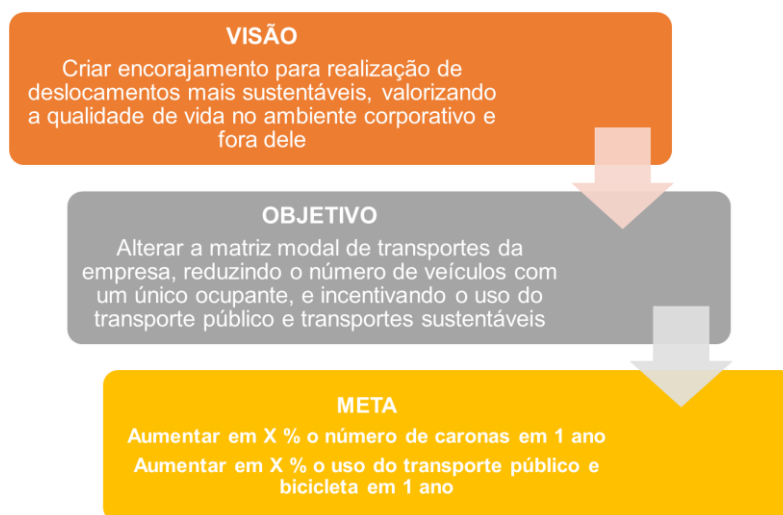 VISÃO
Criar encorajamento para realização de
deslocamentos mais sustentáveis, valorizando
a qualidade de vida no ambiente corporativo e
fora dele
OBJETIVO
Alterar a matriz modal de transportes da
empresa, reduzindo o número de veículos com
um único ocupante, e incentivando o uso do
transporte público e transportes sustentáveis
META
Aumentar em X % o número de caronas em 1 ano
Aumentar em X % o uso do transporte público e
bicicleta em 1 ano